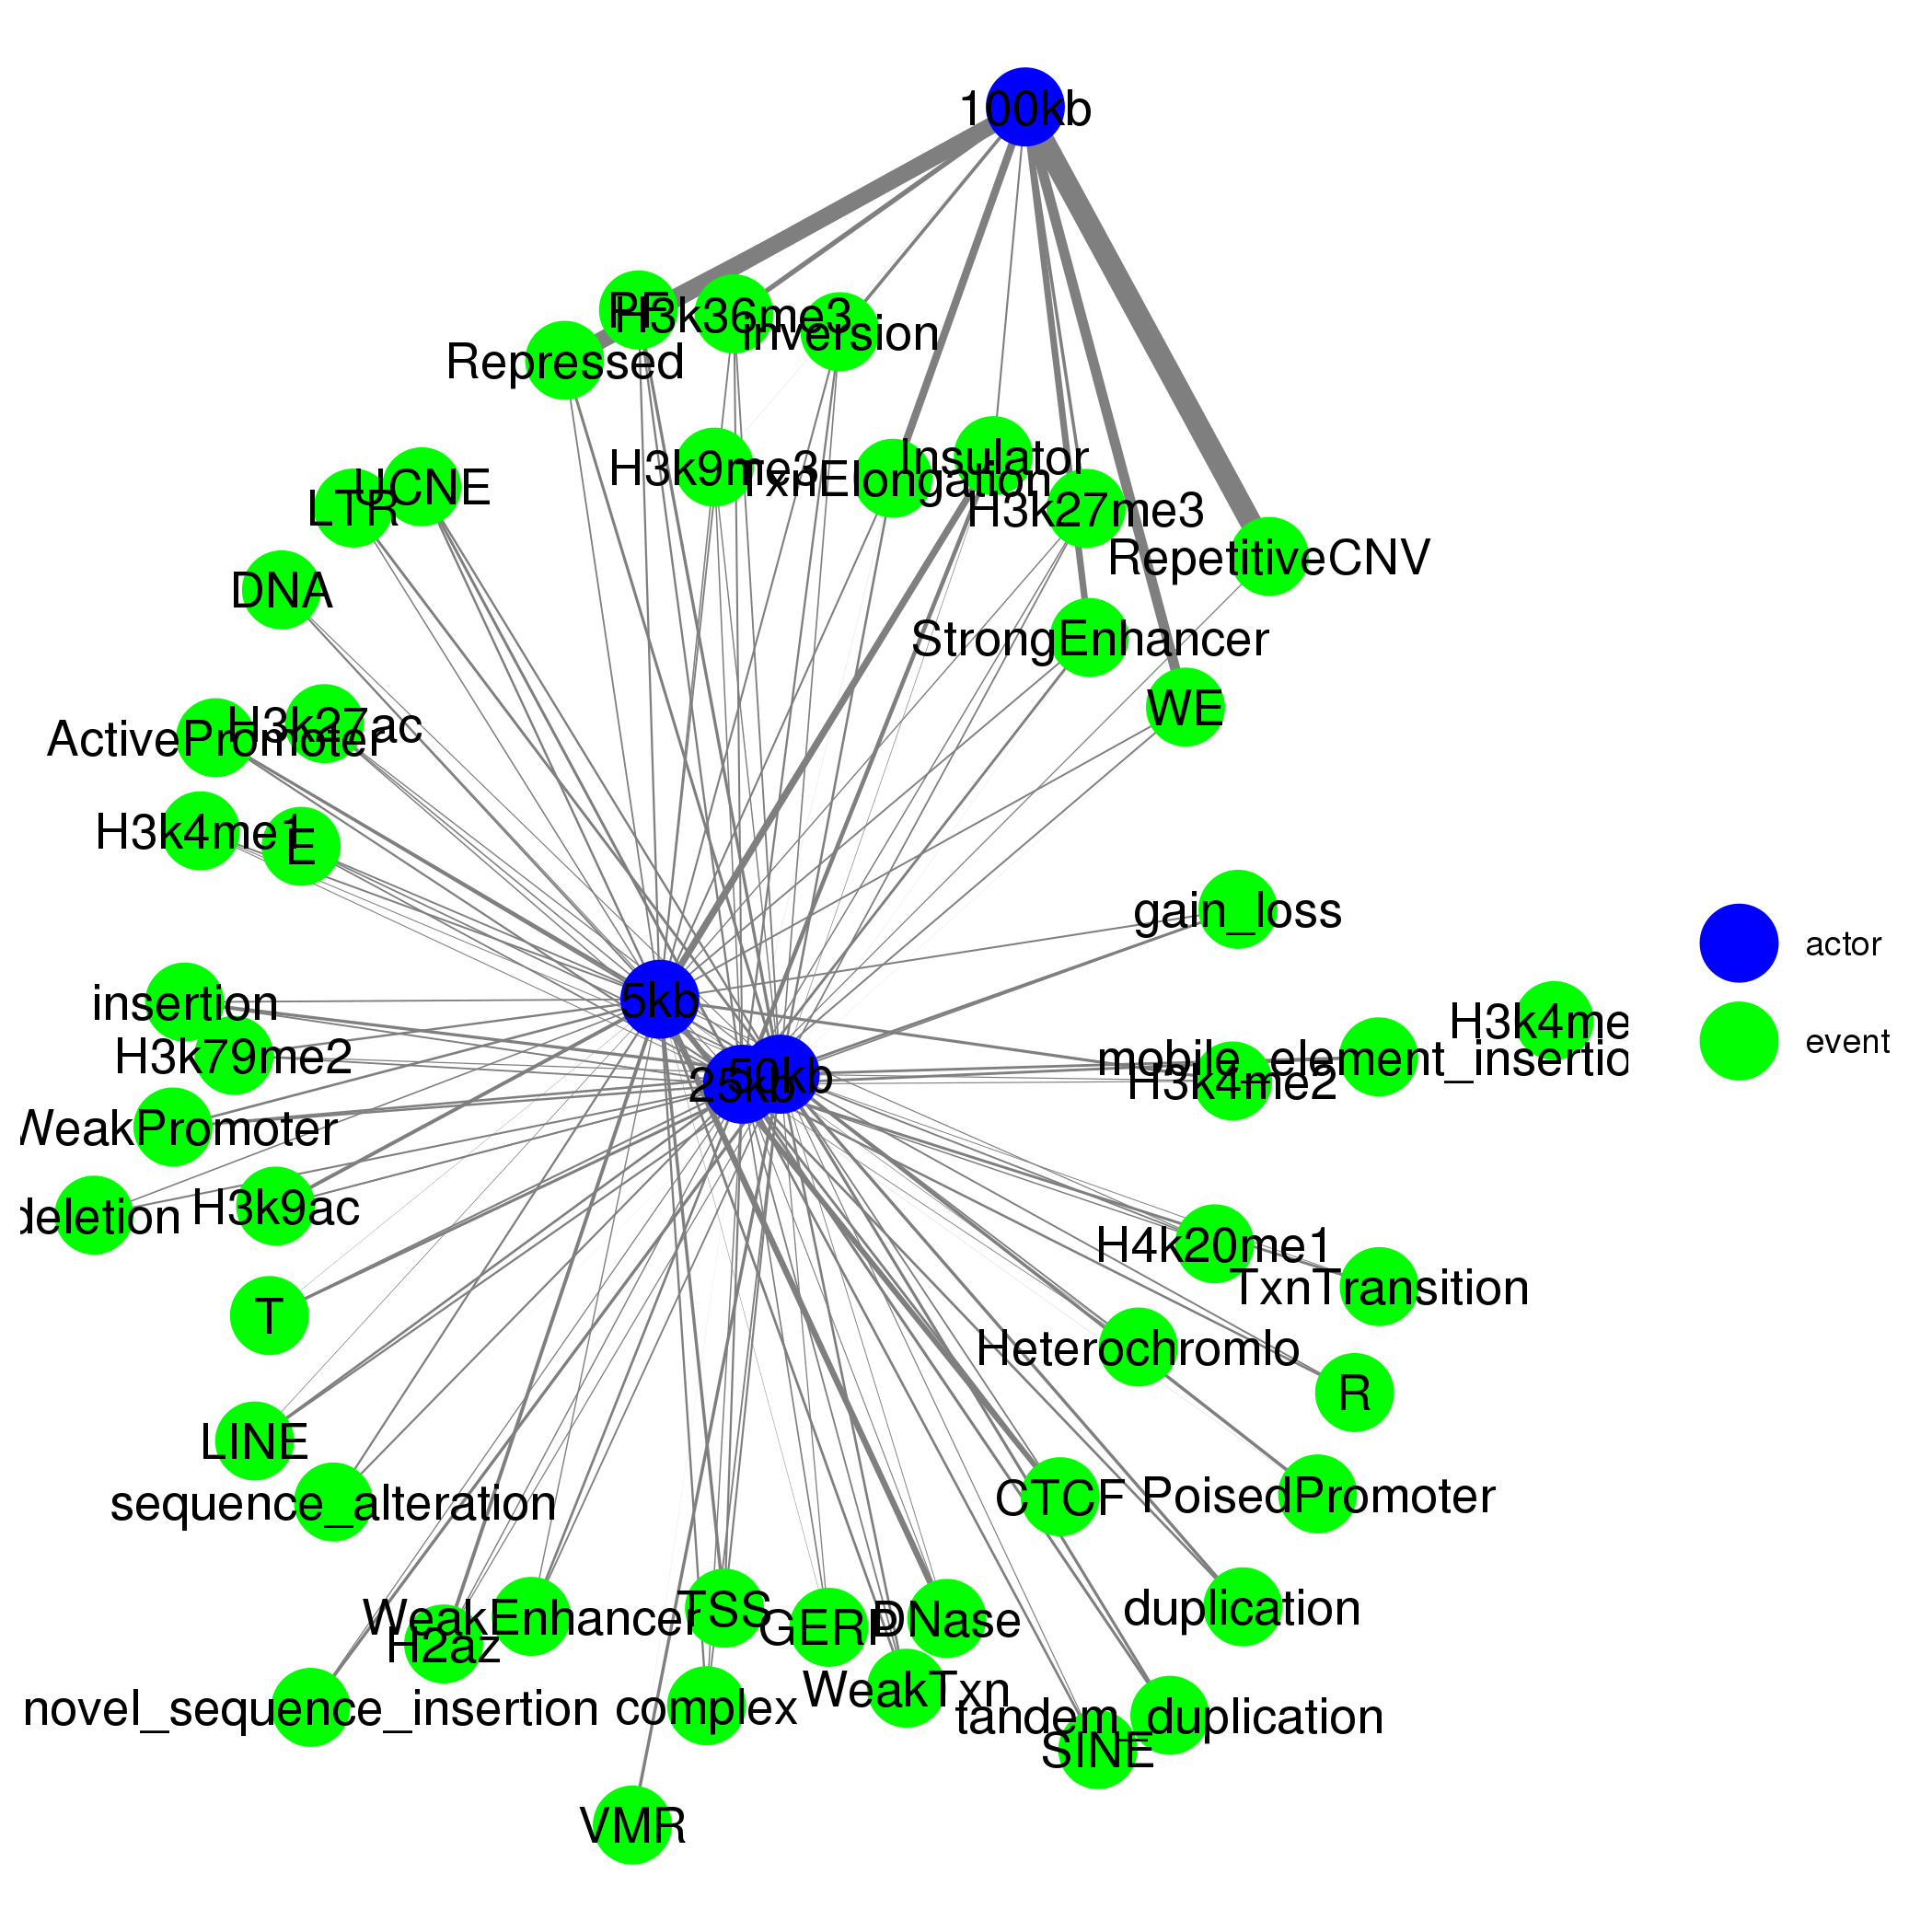 100kb
PF
H3k36me3
inversion
Repressed
Insulator
H3k9me3
TxnElongation
UCNE
LTR
H3k27me3
RepetitiveCNV
DNA
StrongEnhancer
WE
H3k27ac
ActivePromoter
H3k4me1
E
gain_loss
actor
5kb
insertion
H3k4me
event
H3k79me2
mobile_element_insertio
50kb
25kb
H3k4me2
WeakPromoter
H3k9ac
deletion
H4k20me1
TxnTransition
T
Heterochromlo
R
LINE
CTCF
PoisedPromoter
sequence_alteration
TSS
duplication
WeakEnhancer
DNase
GERP
H2az
WeakTxn
novel_sequence_insertion
complex
tandem_duplication
SINE
VMR